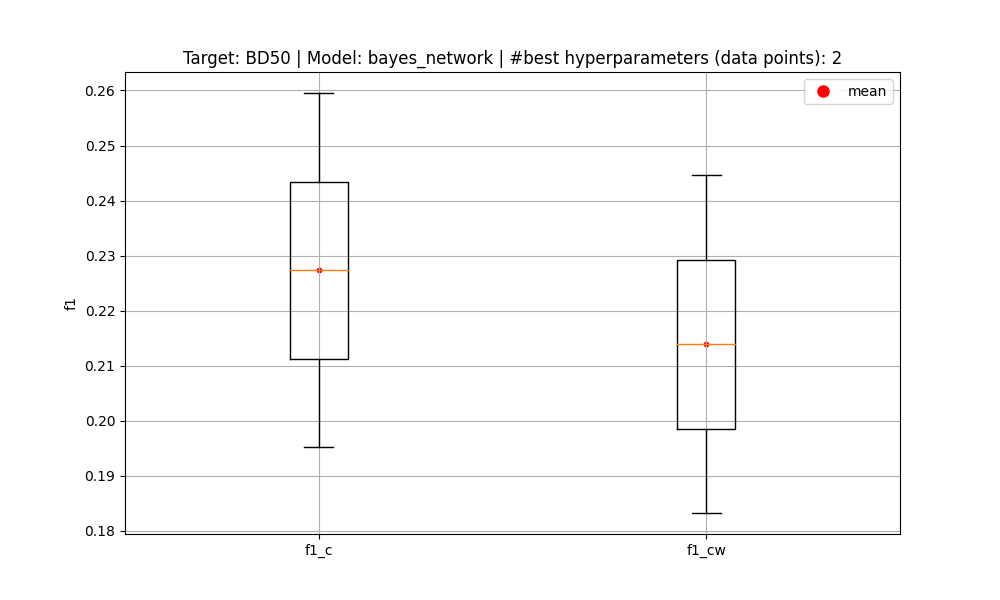 Target: BD50 | Model: bayes_network | #best hyperparameters (data points): 2
mean
0.26
0.25
0.24
0.23
0.22
0.21
0.20
0.19
0.18
f1
f1_c
f1_cw